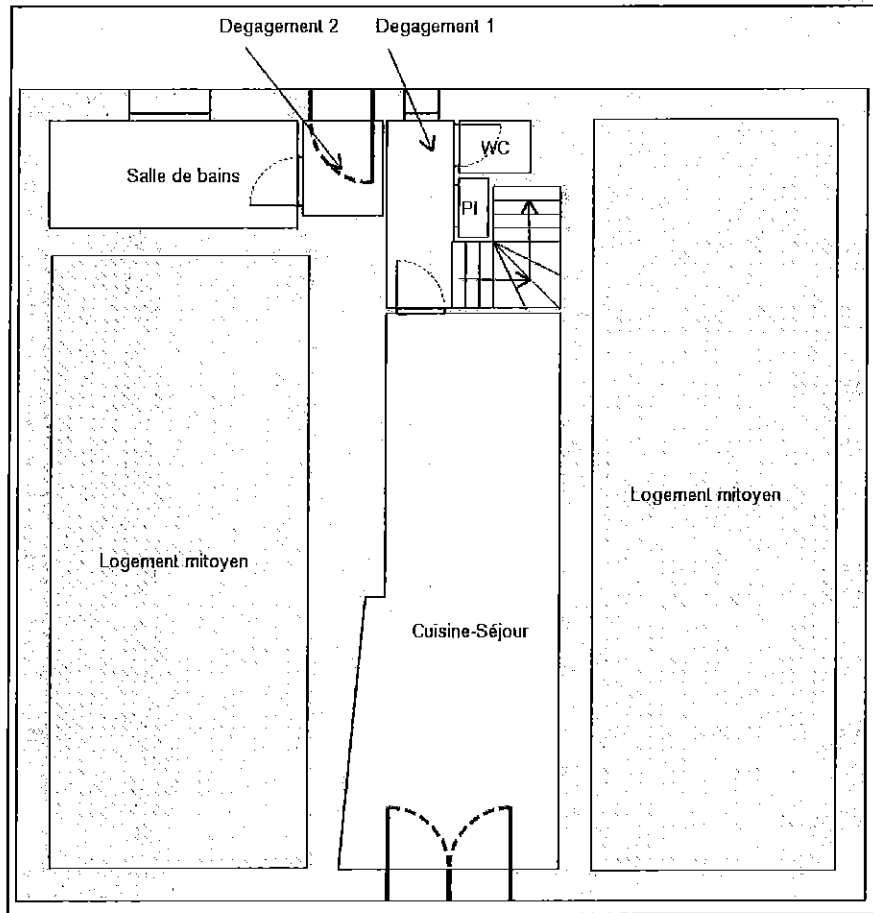 Degagement 2
Degagement 1
WC
Salle de bains
Pl
Logement mitoyen
Logement mitoyen
Cuisine-Séjour